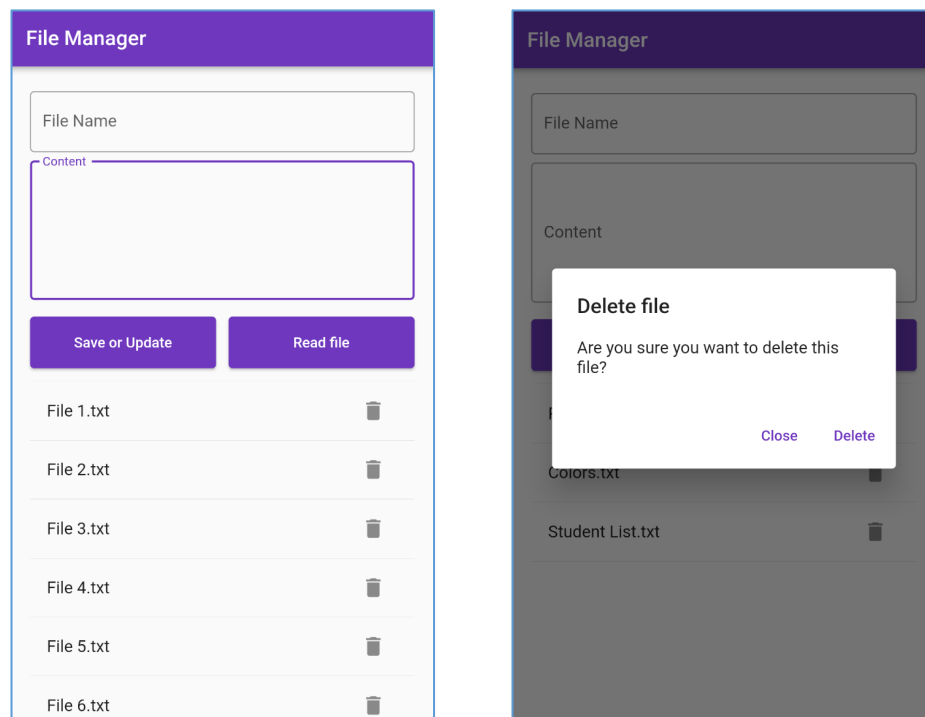 File Manager
File Name
Content
Save or Update
Read file
File 1.txt
File 2.txt
File 3.txt
File 4.txt
File 5.txt
File 6.txt
File Manager
File Name
Content
Delete file
Are you sure you want to delete this
file?
Close
Delete
Colors.txt
Student List.txt